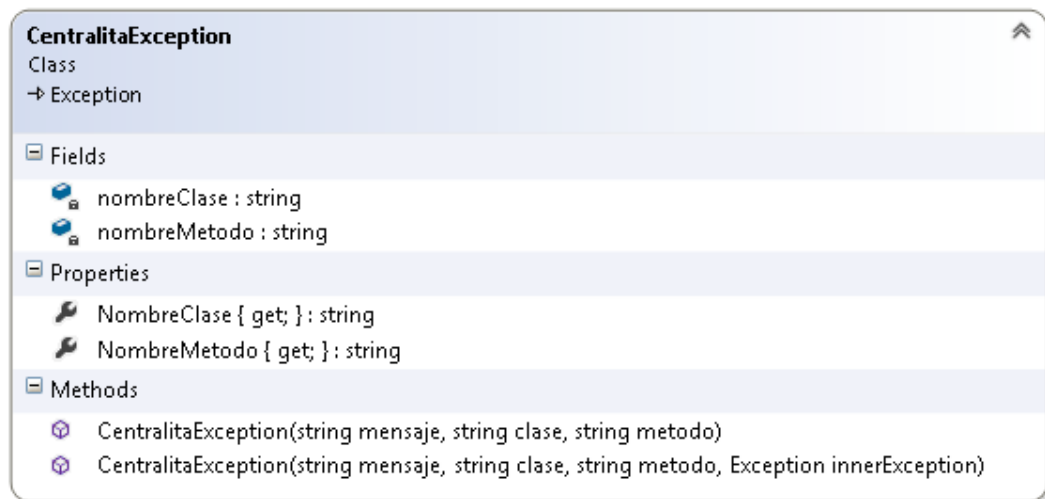 CentralitaException
Class
Exception
Fields
nombreClase : string
nombreMetodo : string
Properties
NombreClase { get; } : string
NombreMetodo { get; } : string
Methods
CentralitaException(string mensaje, string clase, string metodo)
CentralitaException(string mensaje, string clase, string metodo, Exception innerException)